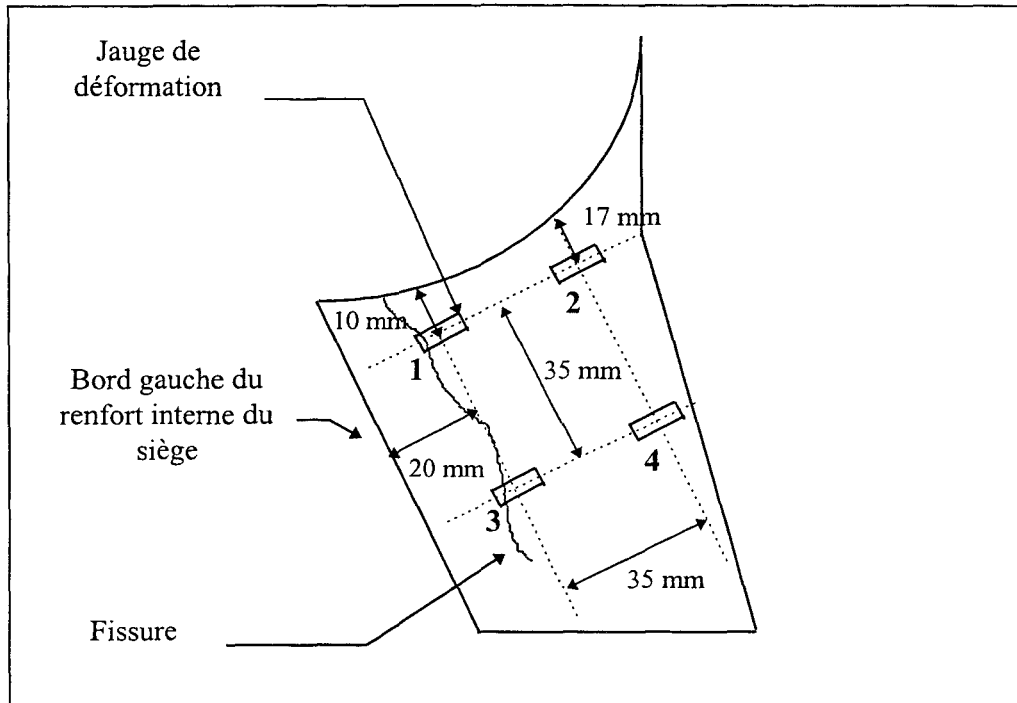 Jauge de
déformation
17 mm
2
10 mm
1
35 mm
Bord gauche du
renfort interne du
siège
20 mm
4
3
35 mm
Fissure